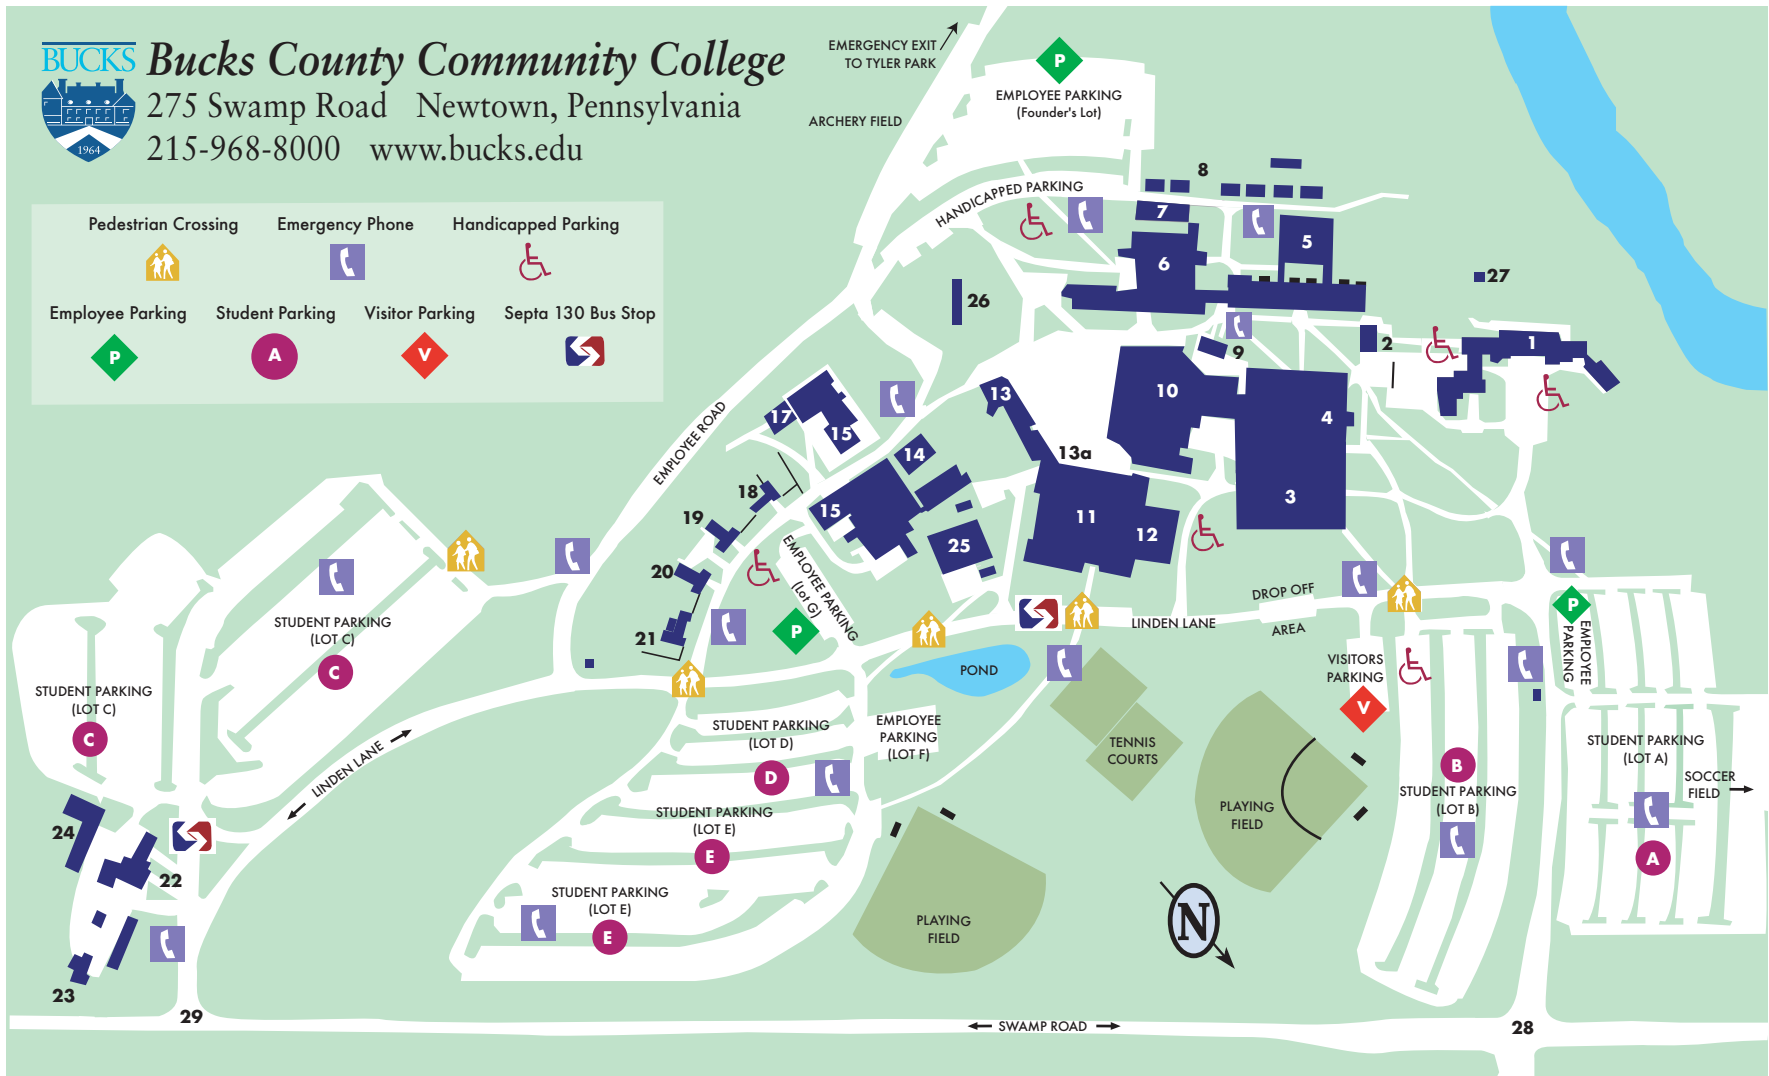 BUCKS
1964
Bucks County Community College
275 Swamp Road Newtown, Pennsylvania
215-968-8000 www.bucks.edu
Pedestrian Crossing
Emergency Phone
Handicapped Parking
Employee Parking
P
Student Parking
A
Visitor Parking
V
Septa 130 Bus Stop
EMERGENCY EXIT
TO TYLER PARK
ARCHERY FIELD
P
EMPLOYEE PARKING
(Founder's Lot)
HANDICAPPED PARKING
8
7
6
5
27
26
9
2
1
10
4
3
13
13a
11
12
17
15
14
15
25
18
19
20
21
EMPLOYEE ROAD
EMPLOYEE PARKING
(Lot G)
P
STUDENT PARKING
(LOT C)
C
STUDENT PARKING
(LOT C)
C
LINDEN LANE
24
22
23
29
STUDENT PARKING
(LOT D)
D
STUDENT PARKING
(LOT E)
E
STUDENT PARKING
(LOT E)
E
EMPLOYEE
PARKING
(LOT F)
POND
LINDEN LANE
DROP OFF
AREA
TENNIS
COURTS
VISITORS
PARKING
V
PLAYING
FIELD
PLAYING
FIELD
B
STUDENT PARKING
(LOT B)
P
EMPLOYEE
PARKING
STUDENT PARKING
(LOT A)
A
SOCCER
FIELD
N
SWAMP ROAD
28